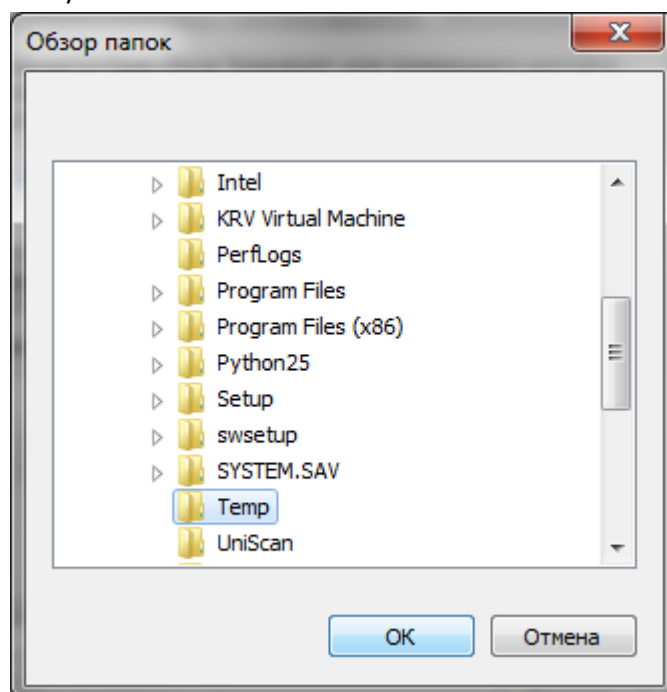 Обзор папок
Intel
KRV Virtual Machine
PerfLogs
Program Files
Program Files (x86)
Python25
Setup
swsetup
SYSTEM.SAV
Temp
UniScan
OK
Отмена